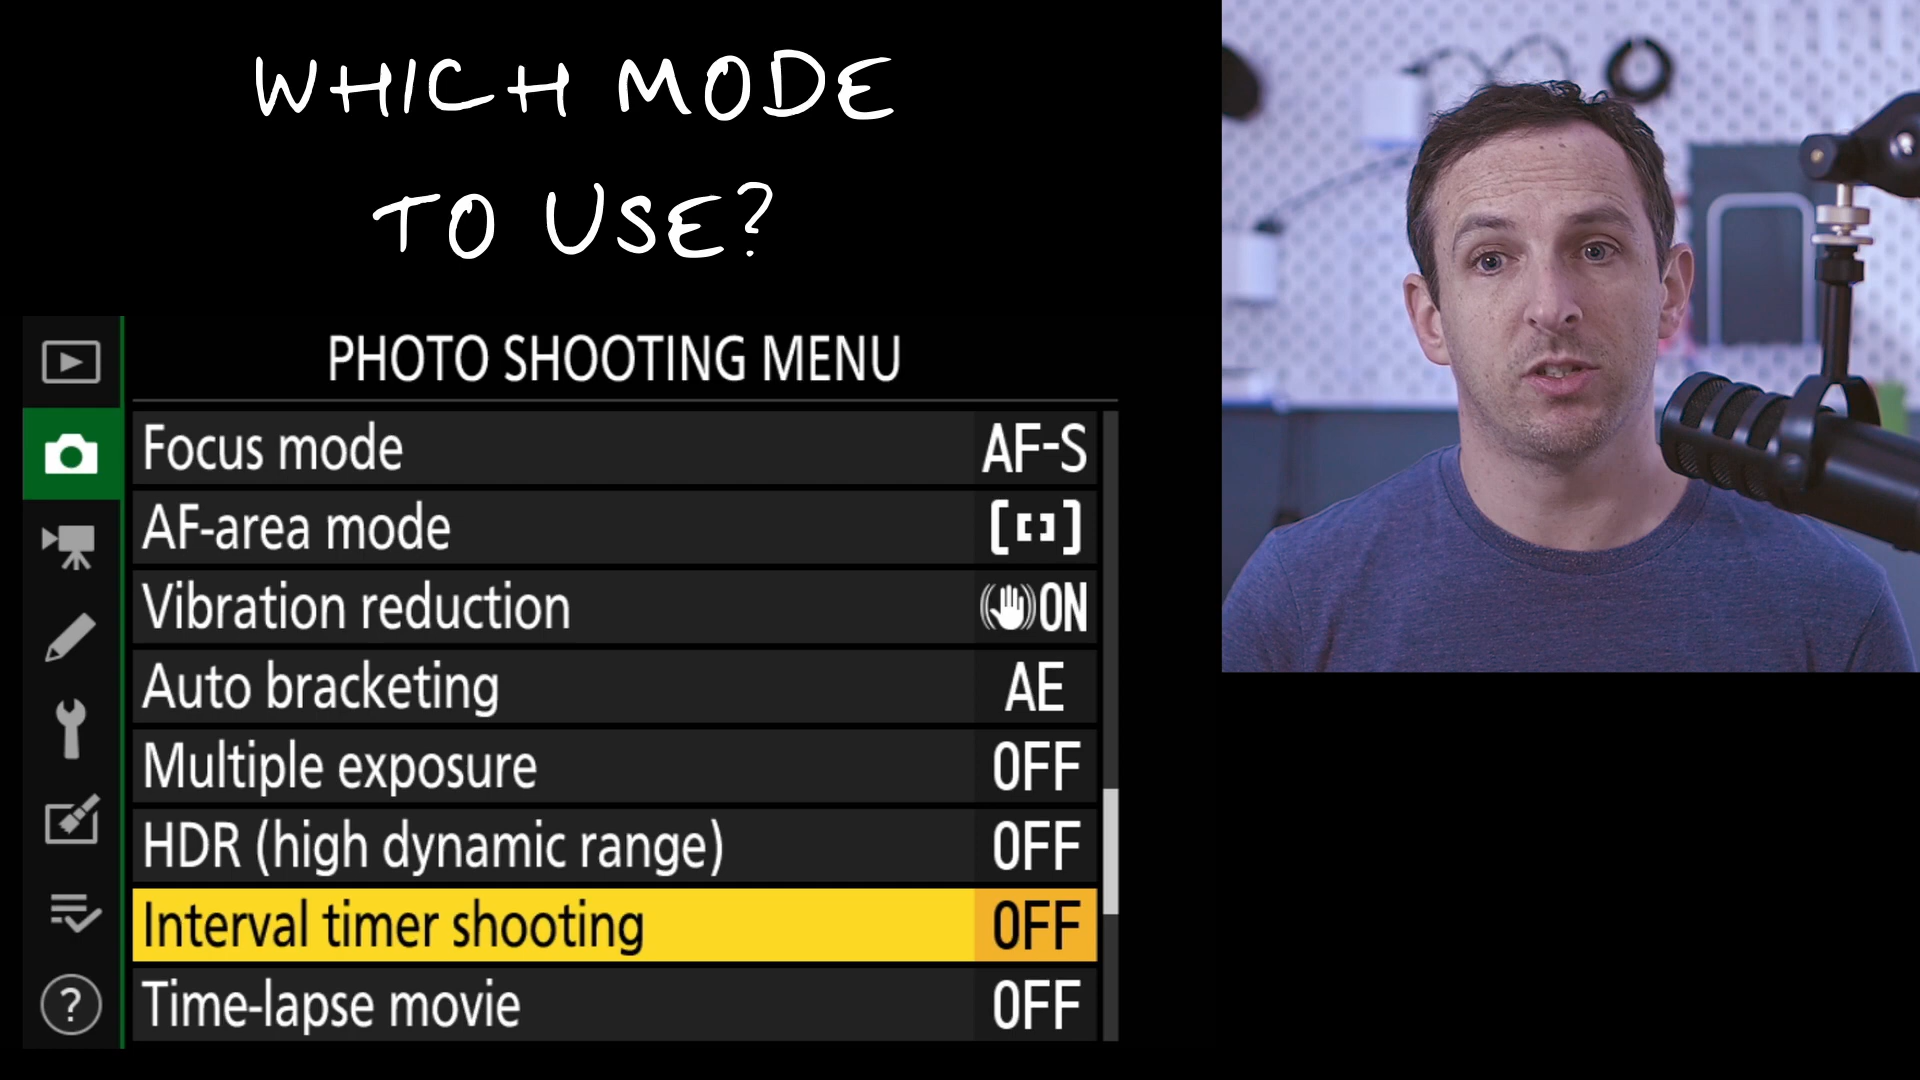 WHICH MODE
TO USE?
PHOTO SHOOTING MENU
Focus mode AF-S
AF-area mode
Vibration reduction ON
Auto bracketing AE
Multiple exposure OFF
HDR (high dynamic range) OFF
Interval timer shooting OFF
Time-lapse movie OFF
?